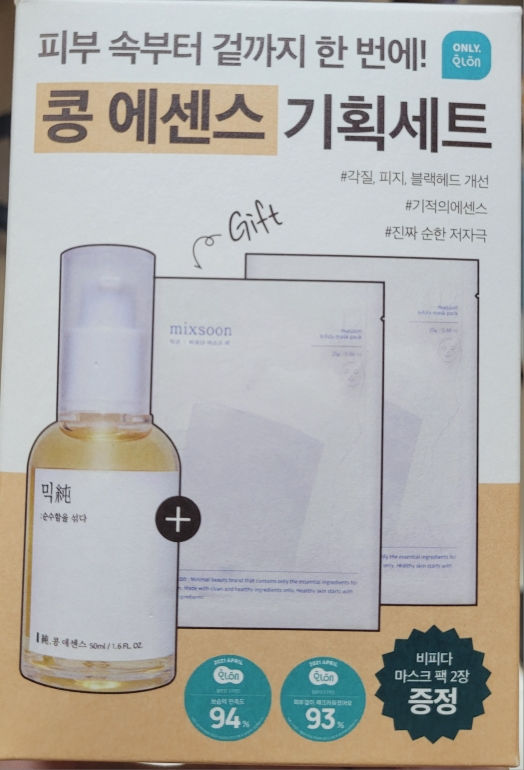 피부 속부터 겉까지 한 번에!
ONLY.
콩 에센스 기획세트
#각질, 피지, 블랙헤드 개선
#기적의에센스
#진짜 순한 저자극
Gift
mixsoon
믹純
:순수함을 섞다
純.콩 에센스 50ml / 1.6 FL. OZ.
+
2021 APRIL
94%
2021 APRIL
93%
비피다
마스크 팩 2장
증정